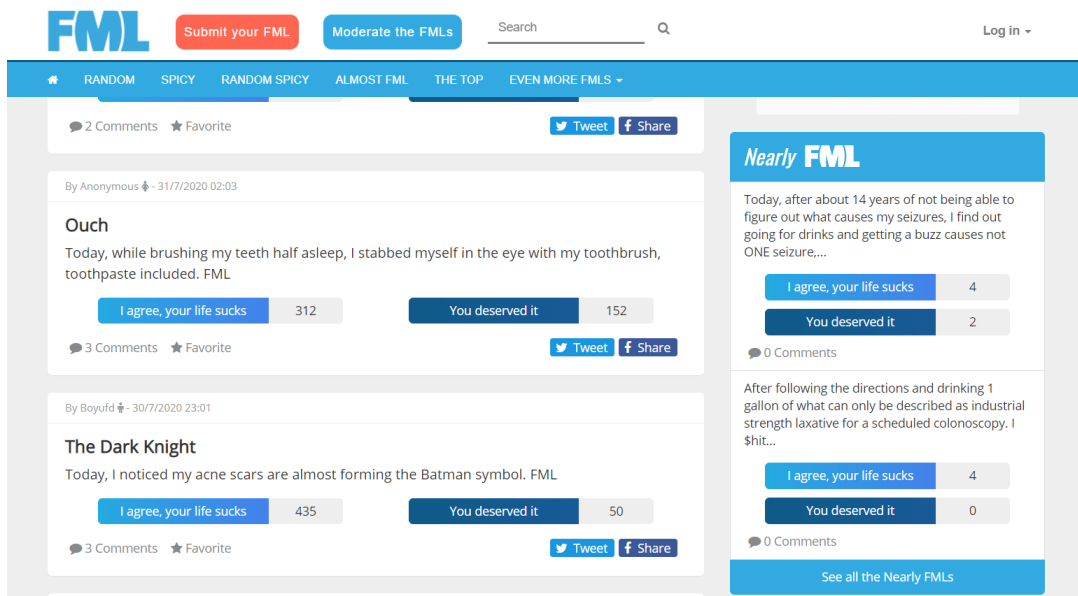 FML
Submit your FML
Moderate the FMLs
Search
Log in
RANDOM
SPICY
RANDOM SPICY
ALMOST FML
THE TOP
EVEN MORE FMLS
2 Comments
Favorite
Tweet
Share
By Anonymous - 31/7/2020 02:03
Ouch
Today, while brushing my teeth half asleep, I stabbed myself in the eye with my toothbrush,
toothpaste included. FML
I agree, your life sucks 312
You deserved it 152
3 Comments
Favorite
Tweet
Share
By Boyufd - 30/7/2020 23:01
The Dark Knight
Today, I noticed my acne scars are almost forming the Batman symbol. FML
I agree, your life sucks 435
You deserved it 50
3 Comments
Favorite
Tweet
Share
Nearly FML
Today, after about 14 years of not being able to
figure out what causes my seizures, I find out
going for drinks and getting a buzz causes not
ONE seizure,...
I agree, your life sucks 4
You deserved it 2
0 Comments
After following the directions and drinking 1
gallon of what can only be described as industrial
strength laxative for a scheduled colonoscopy. I
$hit...
I agree, your life sucks 4
You deserved it 0
0 Comments
See all the Nearly FMLs